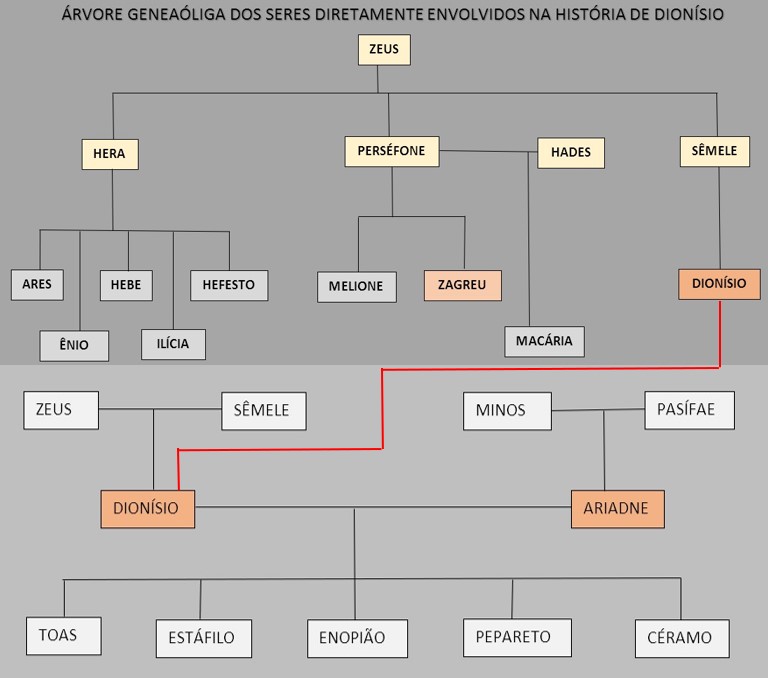 ÁRVORE GENEAÓLIGA DOS SERES DIRETAMENTE ENVOLVIDOS NA HISTÓRIA DE DIONÍSIO
ZEUS
HERA
PERSÉFONE
HADES
SÊMELE
ARES
HEBE
HEFESTO
MELIONE
ZAGREU
DIONÍSIO
ÊNIO
ILÍCIA
MACÁRIA
ZEUS
SÊMELE
MINOS
PASÍFAE
DIONÍSIO
ARIADNE
TOAS
ESTÁFILO
ENOPIÃO
PEPARETO
CÉRAMO